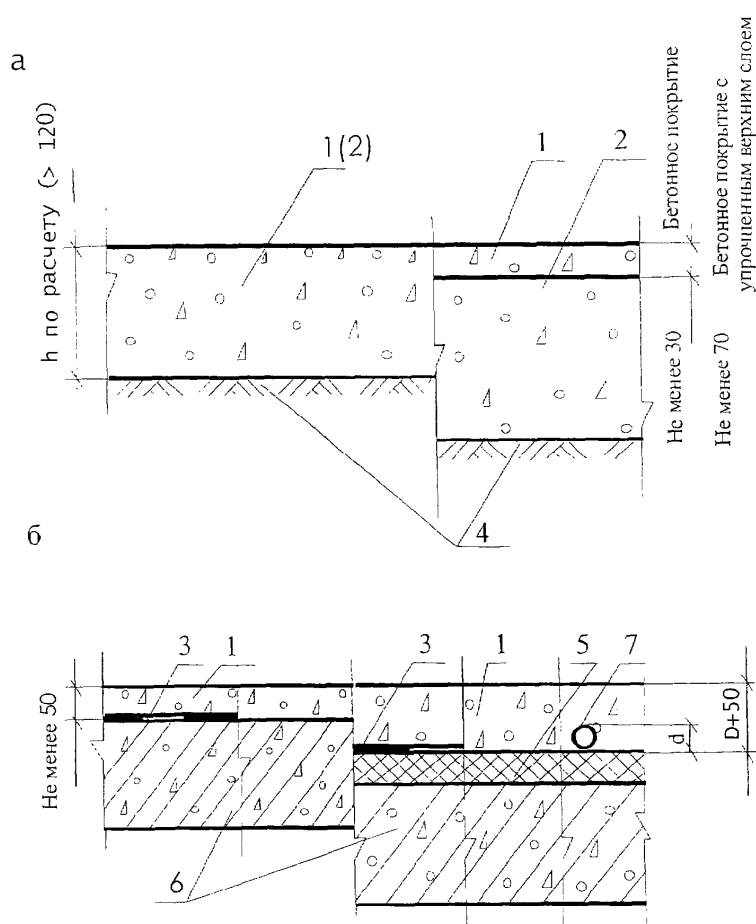 а
h по расчету (> 120)
1(2)
1
2
Бетонное покрытие
Бетонное покрытие с
упрочненным верхним слоем
Не менее 30
Не менее 70
4
б
3
1
3
1
5
7
Не менее 50
d
D+50
6